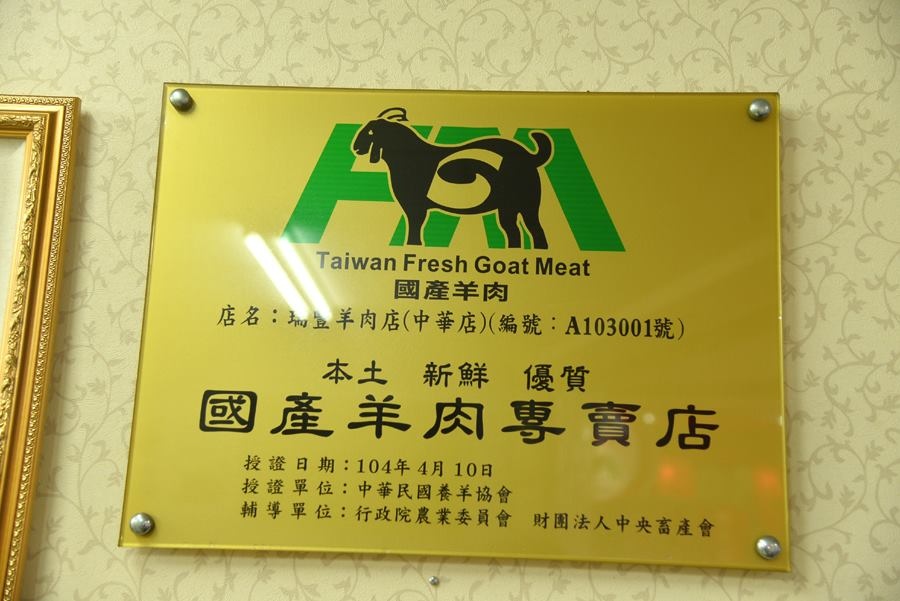 Taiwan Fresh Goat Meat
國產羊肉
店名：瑞豐羊肉店(中華店)(編號：A103001號)
本土 新鮮 優質
國產羊肉專賣店
授證日期：104年4月10日
授證單位：中華民國養羊協會
輔導單位：行政院農業委員會 財團法人中央畜產會